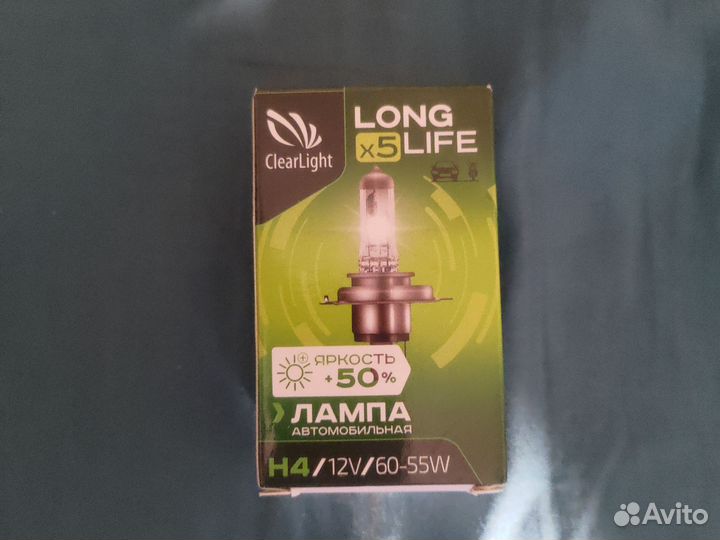 ClearLight
LONG
x5 LIFE
ЯРКОСТЬ
+50%
ЛАМПА
АВТОМОБИЛЬНАЯ
H4/12V/60-55W
Avito